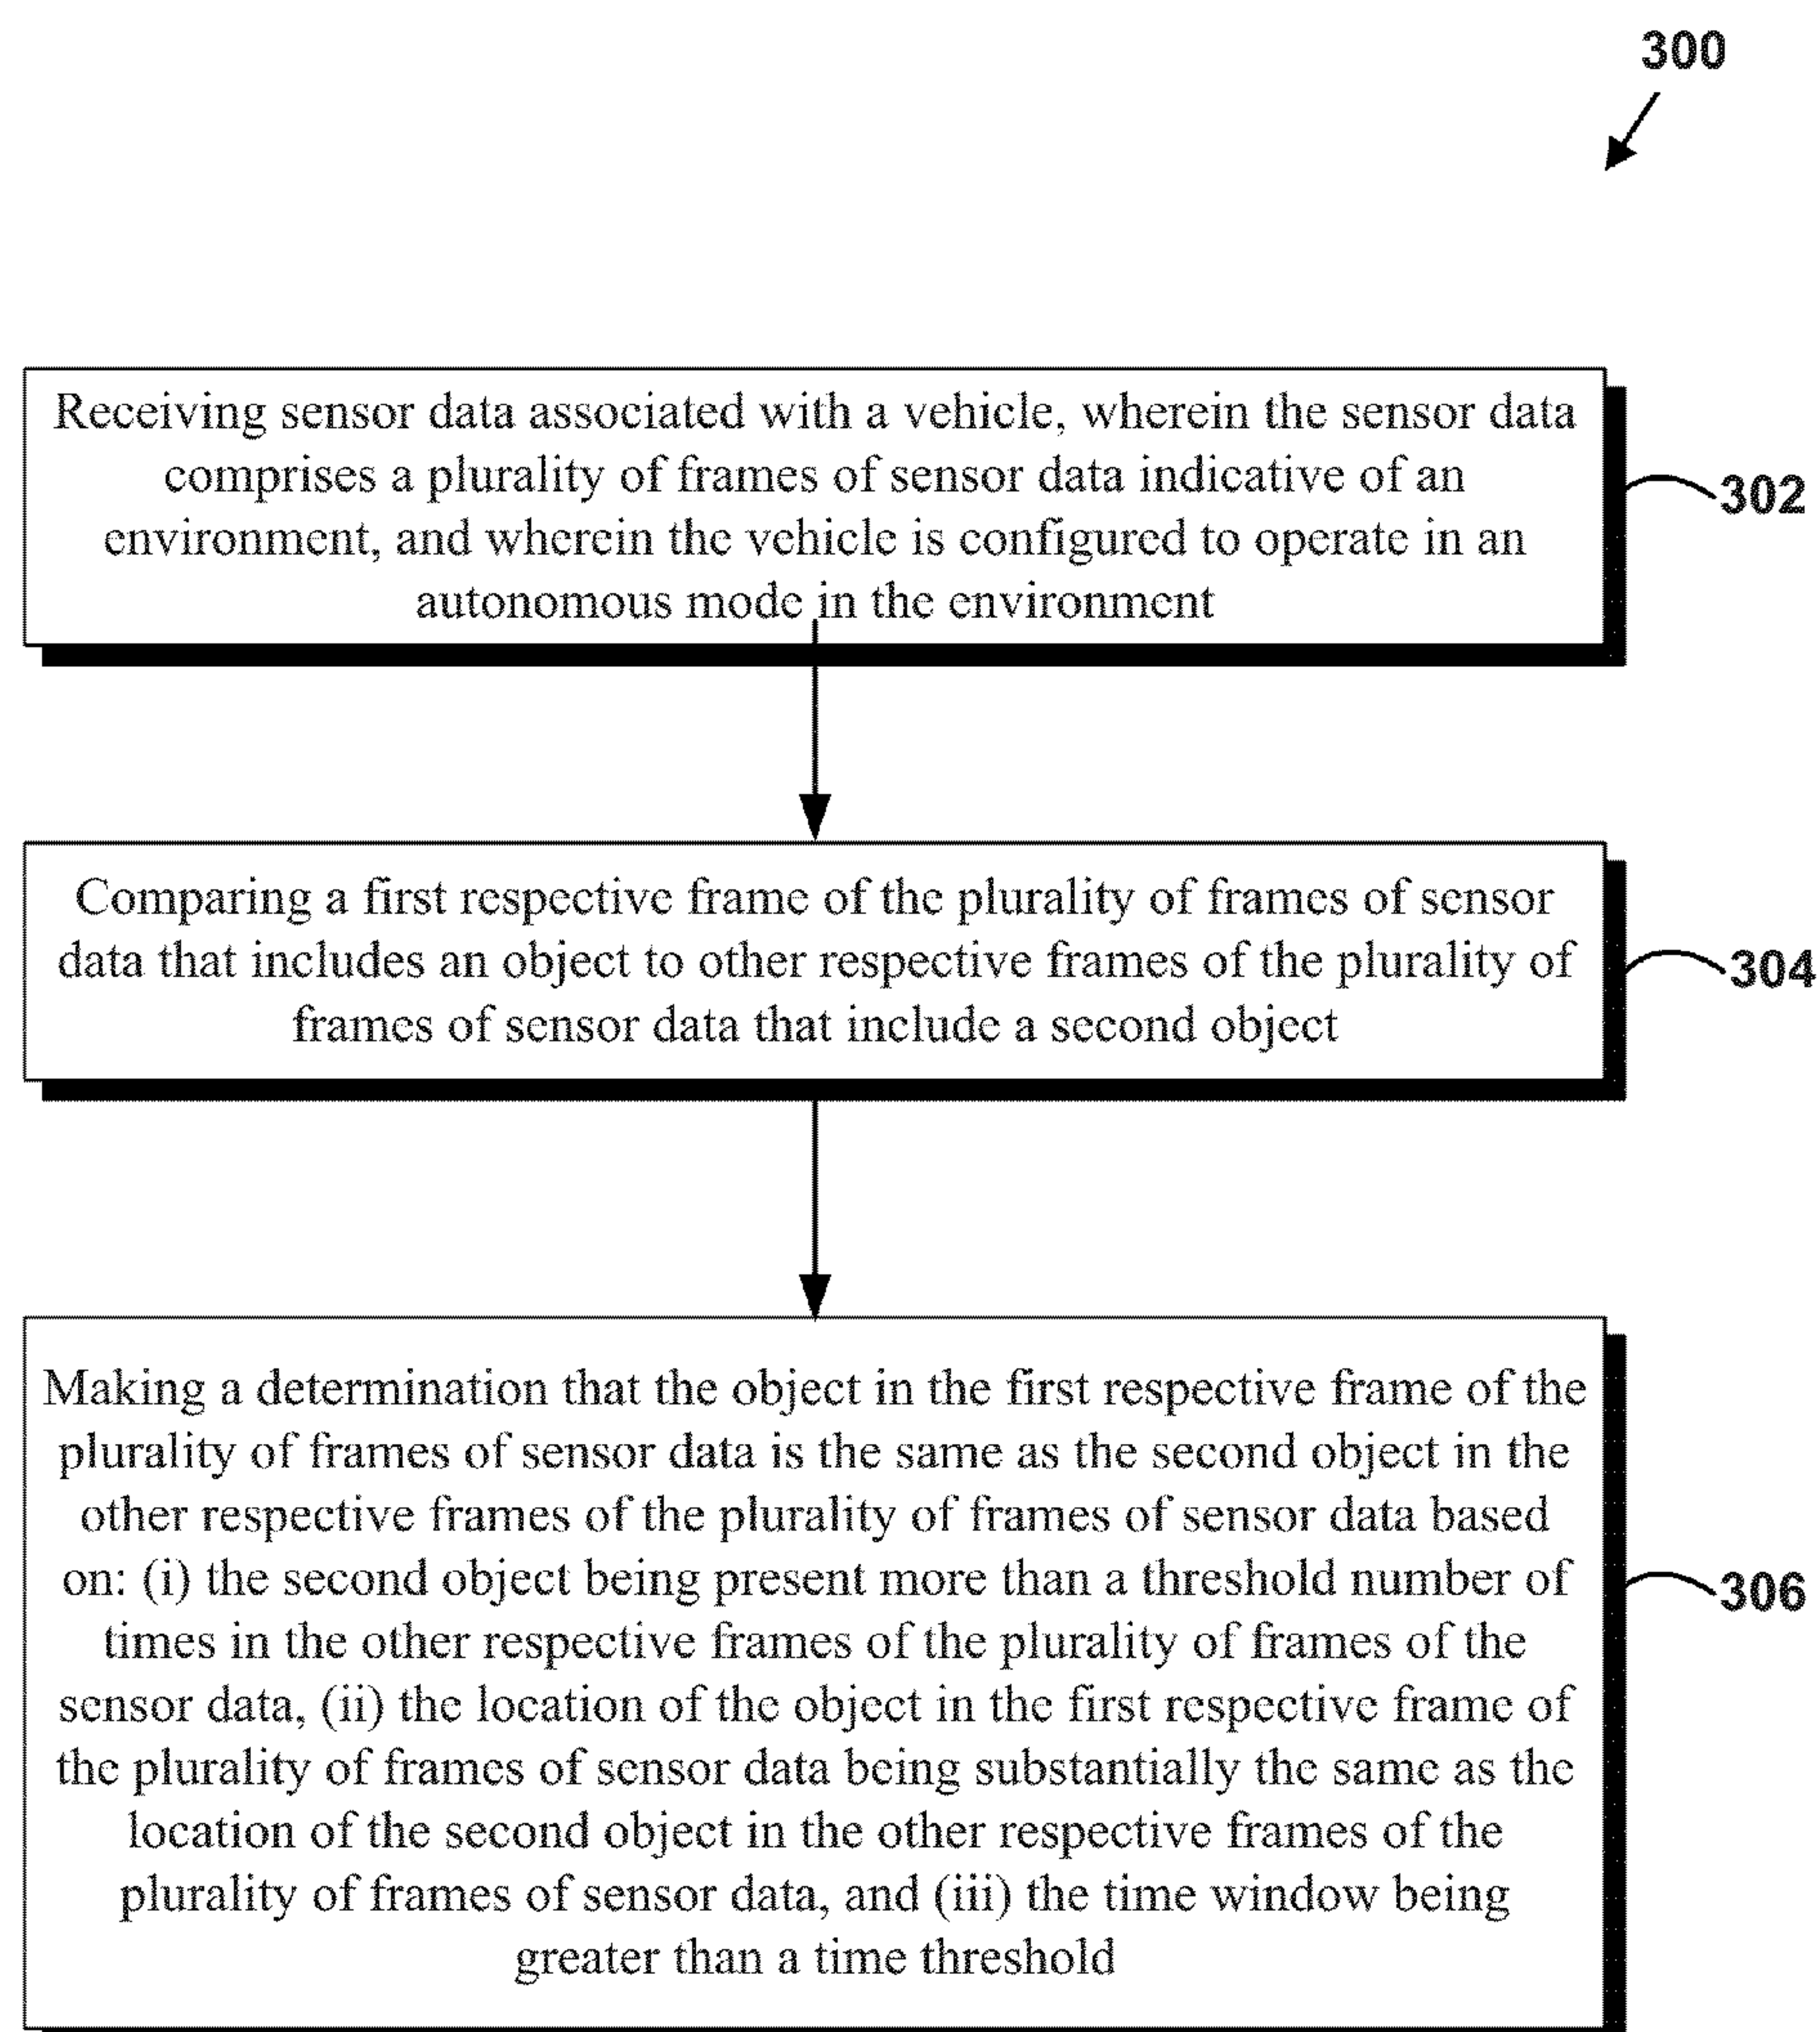 300
Receiving sensor data associated with a vehicle, wherein the sensor data
comprises a plurality of frames of sensor data indicative of an
environment, and wherein the vehicle is configured to operate in an
autonomous mode in the environment
302
Comparing a first respective frame of the plurality of frames of sensor
data that includes an object to other respective frames of the plurality of
frames of sensor data that include a second object
304
Making a determination that the object in the first respective frame of the
plurality of frames of sensor data is the same as the second object in the
other respective frames of the plurality of frames of sensor data based
on: (i) the second object being present more than a threshold number of
times in the other respective frames of the plurality of frames of the
sensor data, (ii) the location of the object in the first respective frame of
the plurality of frames of sensor data being substantially the same as the
location of the second object in the other respective frames of the
plurality of frames of sensor data, and (iii) the time window being
greater than a time threshold
306